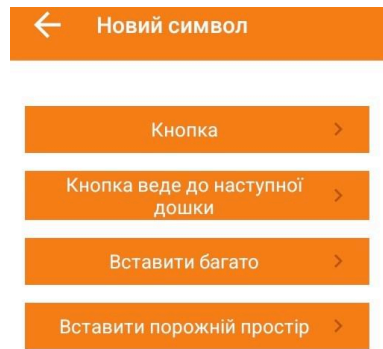 Новий символ
Кнопка
Кнопка веде до наступної
дошки
Вставити багато
Вставити порожній простір